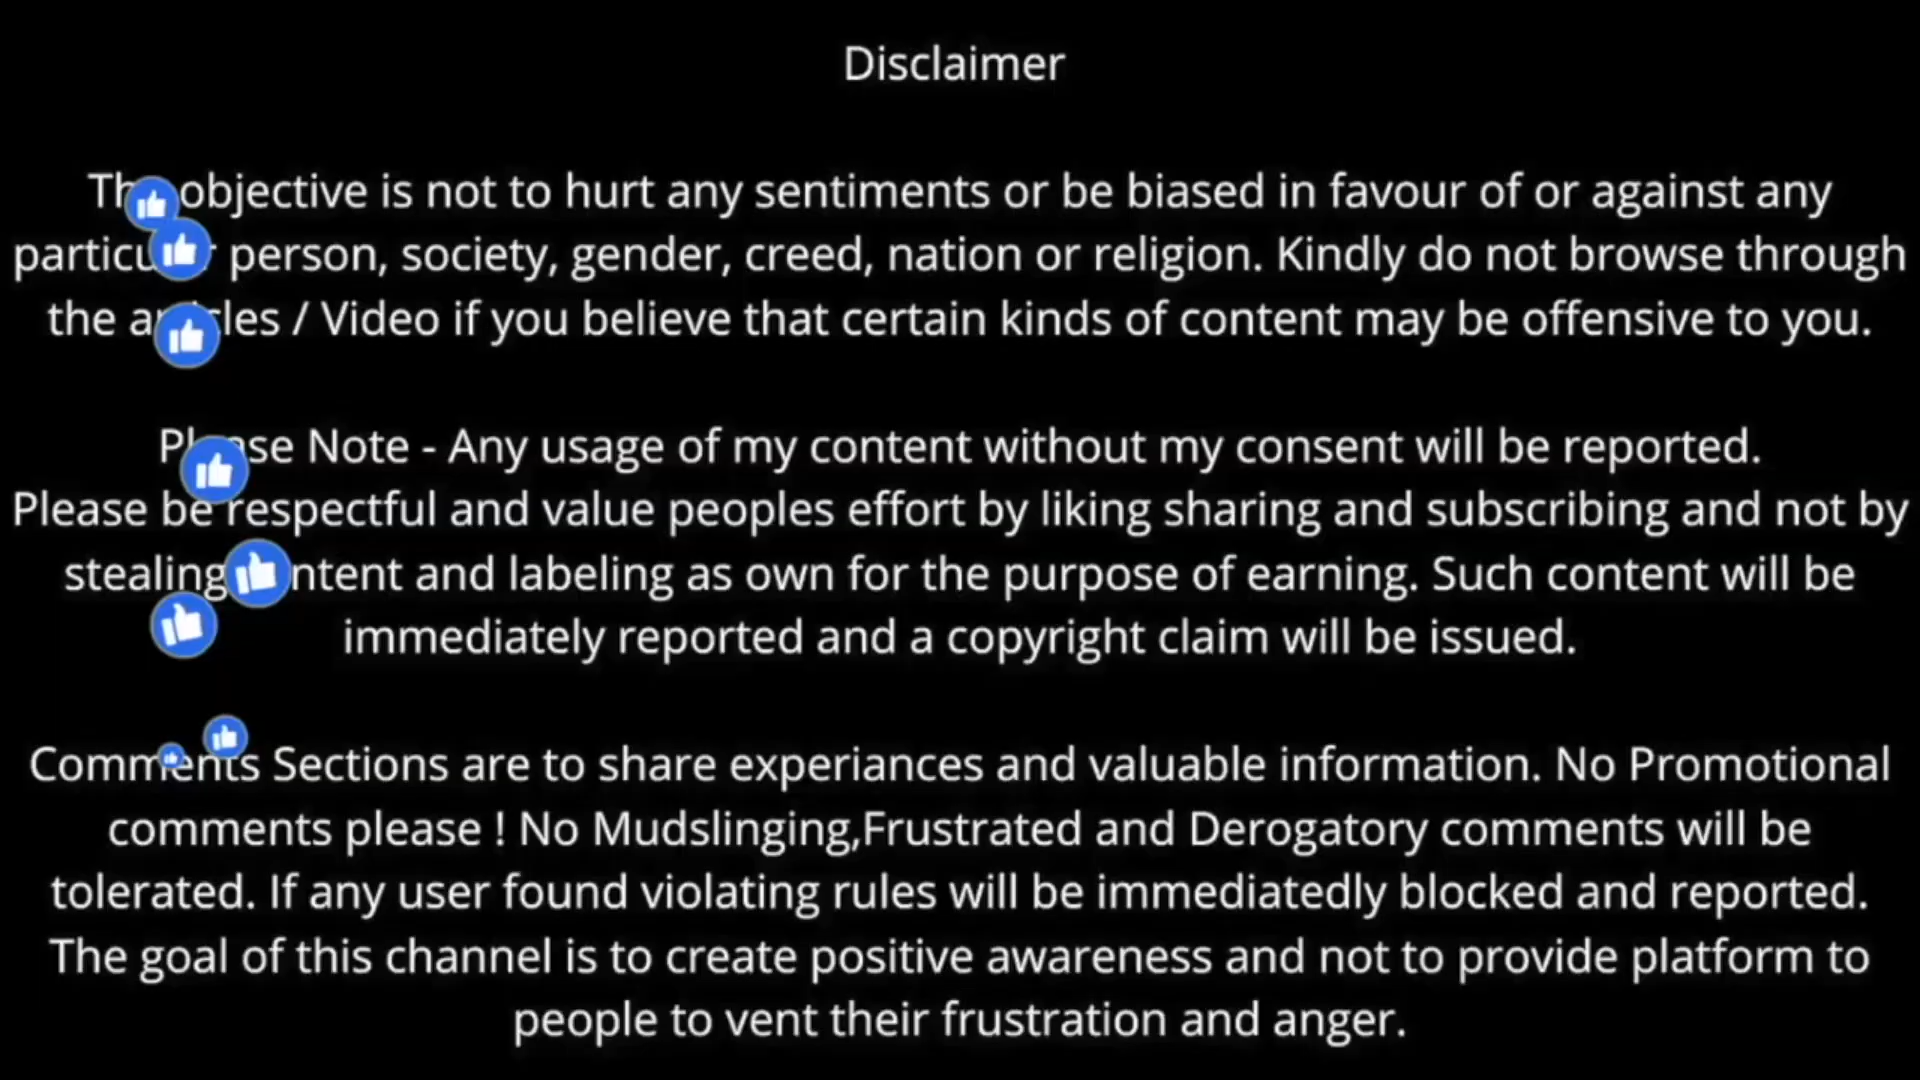 Disclaimer
The objective is not to hurt any sentiments or be biased in favour of or against any
particular person, society, gender, creed, nation or religion. Kindly do not browse through
the articles / Video if you believe that certain kinds of content may be offensive to you.
Please Note - Any usage of my content without my consent will be reported.
Please be respectful and value peoples effort by liking sharing and subscribing and not by
stealing content and labeling as own for the purpose of earning. Such content will be
immediately reported and a copyright claim will be issued.
Comments Sections are to share experiances and valuable information. No Promotional
comments please ! No Mudslinging,Frustrated and Derogatory comments will be
tolerated. If any user found violating rules will be immediatedly blocked and reported.
The goal of this channel is to create positive awareness and not to provide platform to
people to vent their frustration and anger.